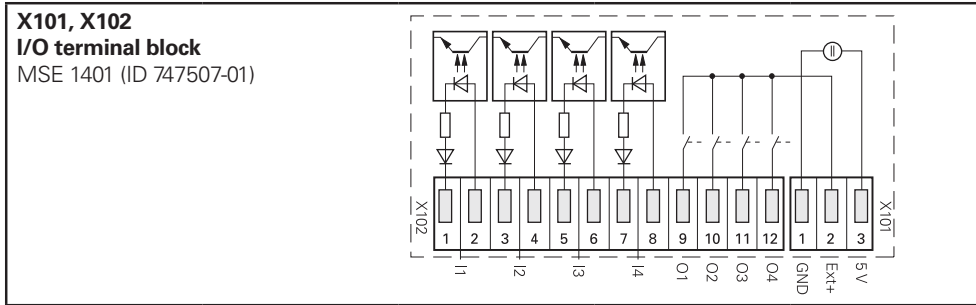 X101, X102
I/O terminal block
MSE 1401 (ID 747507-01)
X102
1 2 3 4 5 6 7 8 9 10 11 12
1 2 3
X101
I1 I2 I3 I4 O1 O2 O3 O4
GND Ext+ 5 V